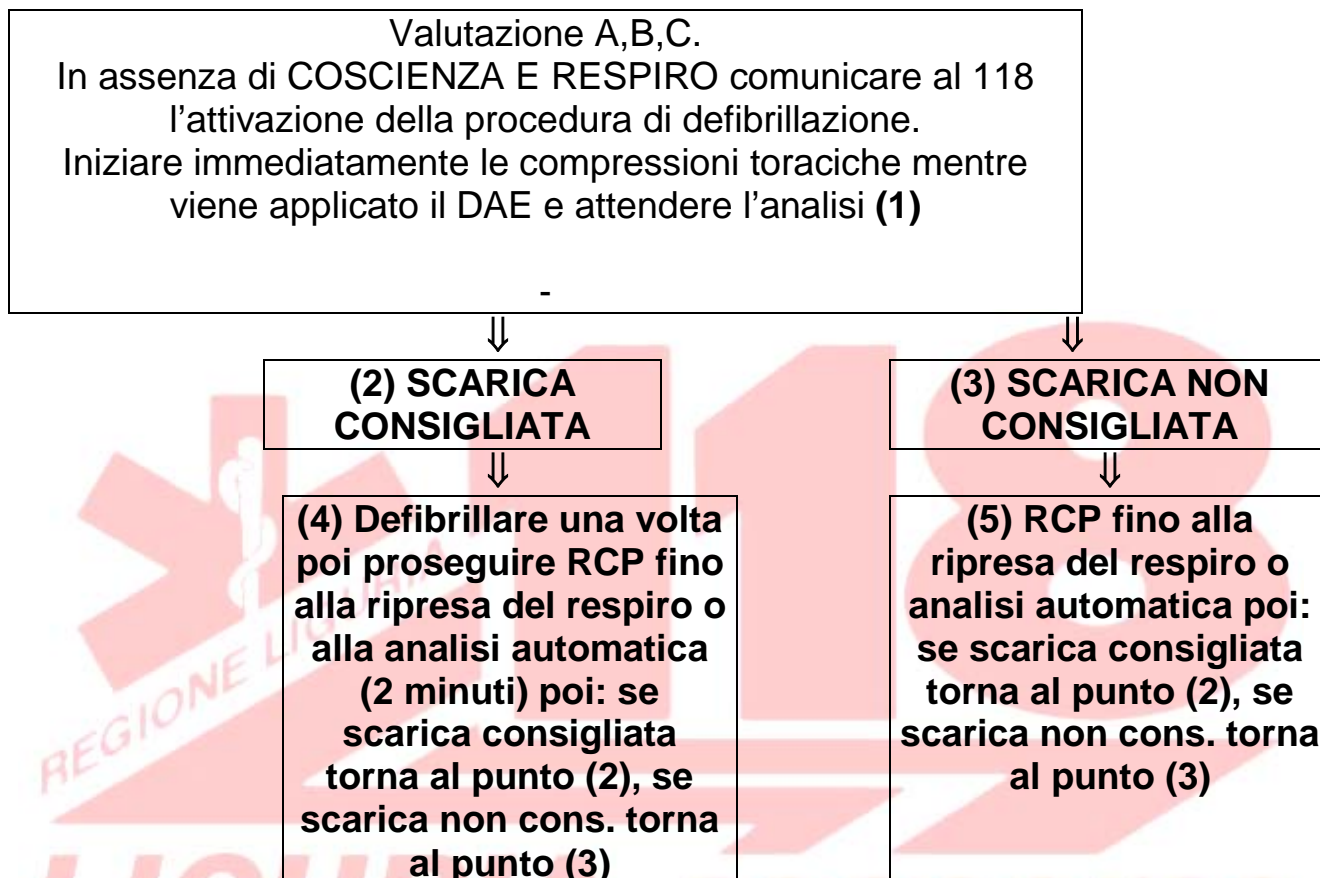 Valutazione A,B,C.
In assenza di COSCIENZA E RESPIRO comunicare al 118
l’attivazione della procedura di defibrillazione.
Iniziare immediatamente le compressioni toraciche mentre
viene applicato il DAE e attendere l’analisi (1)
-
⇓
⇓
(2) SCARICA
CONSIGLIATA
(3) SCARICA NON
CONSIGLIATA
⇓
⇓
(4) Defibrillare una volta
poi proseguire RCP fino
alla ripresa del respiro o
alla analisi automatica
(2 minuti) poi: se
scarica consigliata
torna al punto (2), se
scarica non cons. torna
al punto (3)
(5) RCP fino alla
ripresa del respiro o
analisi automatica poi:
se scarica consigliata
torna al punto (2), se
scarica non cons. torna
al punto (3)
118
REGIONE LIGURIA